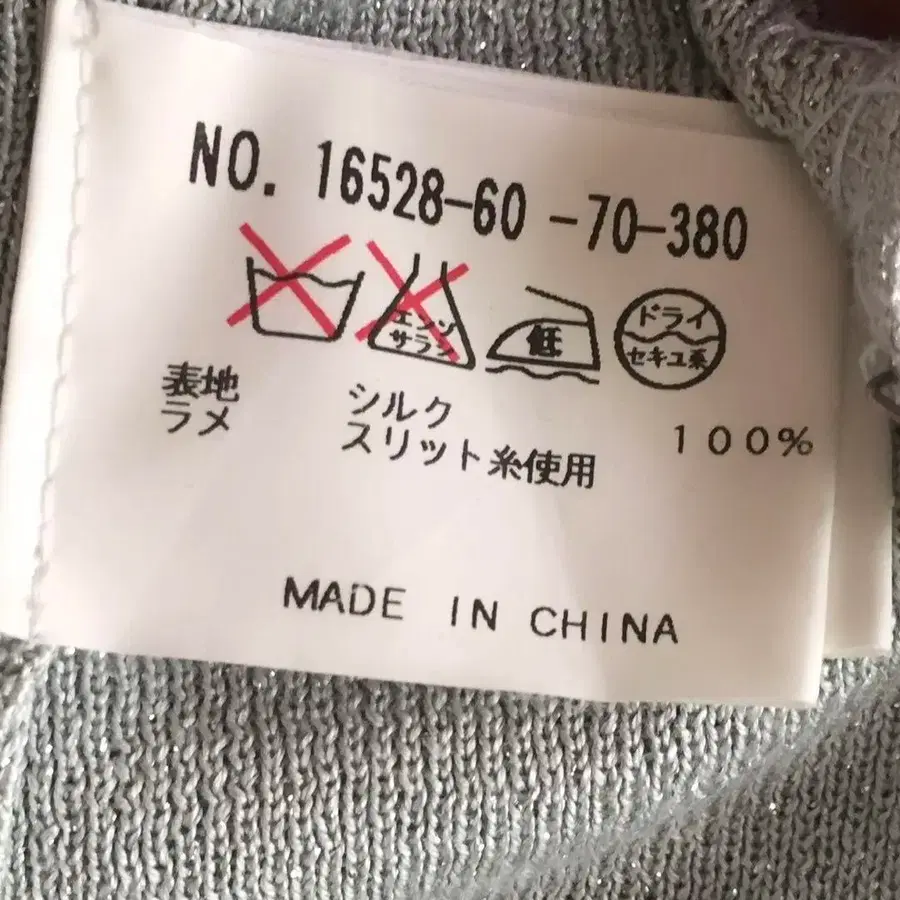 NO. 16528-60 -70-380
エンソ
サラシ
低
ドライ
セキユ系
表地 シルク 100%
ラメ スリット糸使用
MADE IN CHINA